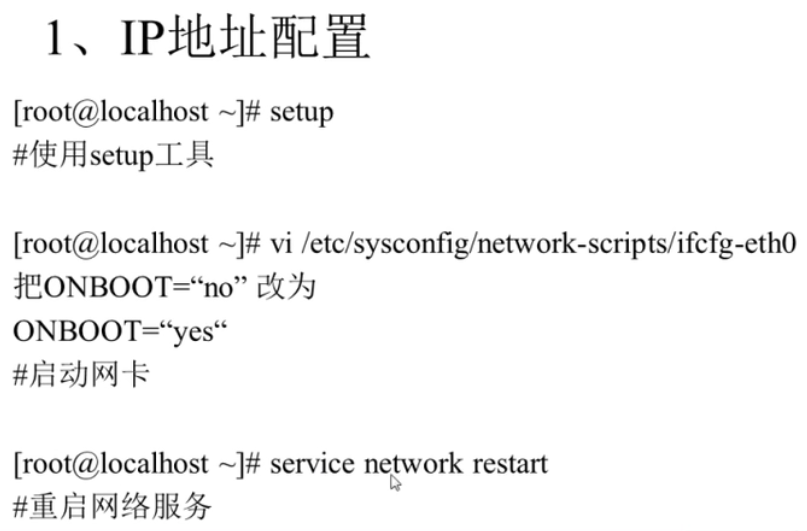 1、IP地址配置
[root@localhost ~]# setup
#使用setup工具
[root@localhost ~]# vi /etc/sysconfig/network-scripts/ifcfg-eth0
把ONBOOT=“no” 改为
ONBOOT=“yes“
#启动网卡
[root@localhost ~]# service network restart
#重启网络服务